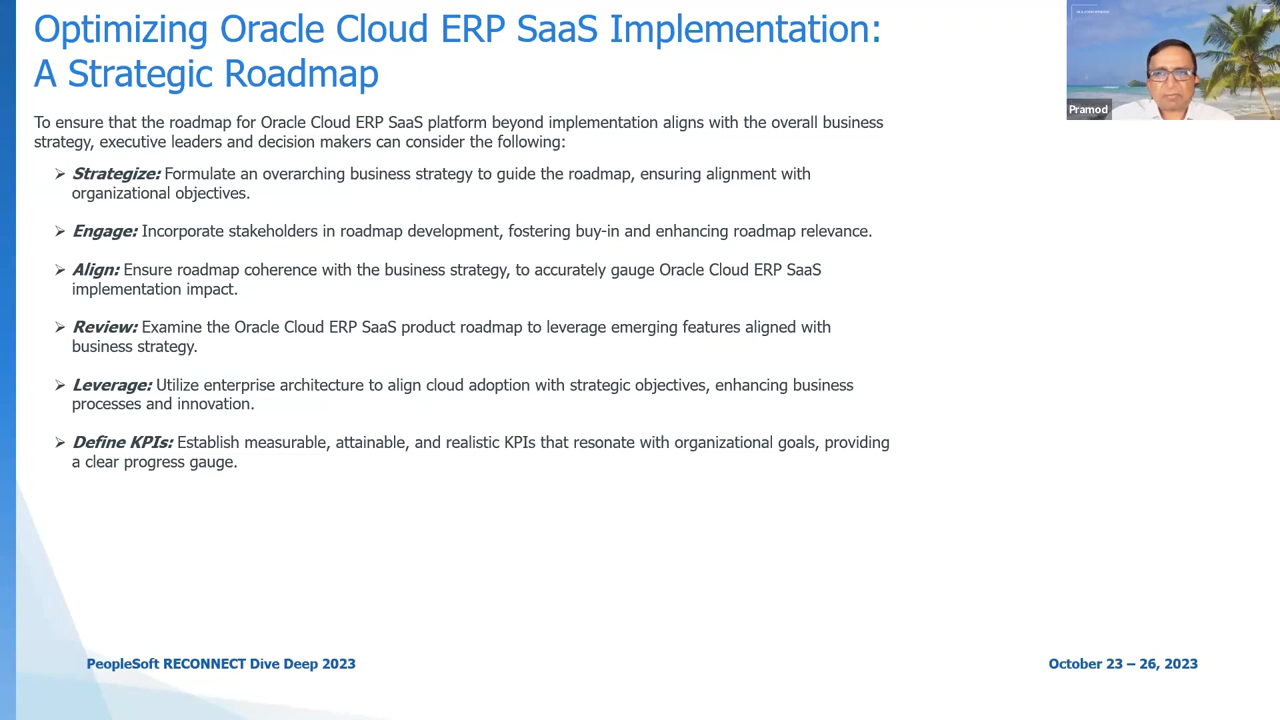 Optimizing Oracle Cloud ERP SaaS Implementation:
A Strategic Roadmap
To ensure that the roadmap for Oracle Cloud ERP SaaS platform beyond implementation aligns with the overall business
strategy, executive leaders and decision makers can consider the following:
➢ Strategize: Formulate an overarching business strategy to guide the roadmap, ensuring alignment with
organizational objectives.
➢ Engage: Incorporate stakeholders in roadmap development, fostering buy-in and enhancing roadmap relevance.
➢ Align: Ensure roadmap coherence with the business strategy, to accurately gauge Oracle Cloud ERP SaaS
implementation impact.
➢ Review: Examine the Oracle Cloud ERP SaaS product roadmap to leverage emerging features aligned with
business strategy.
➢ Leverage: Utilize enterprise architecture to align cloud adoption with strategic objectives, enhancing business
processes and innovation.
➢ Define KPIs: Establish measurable, attainable, and realistic KPIs that resonate with organizational goals, providing
a clear progress gauge.
Pramod
PeopleSoft RECONNECT Dive Deep 2023
October 23 – 26, 2023